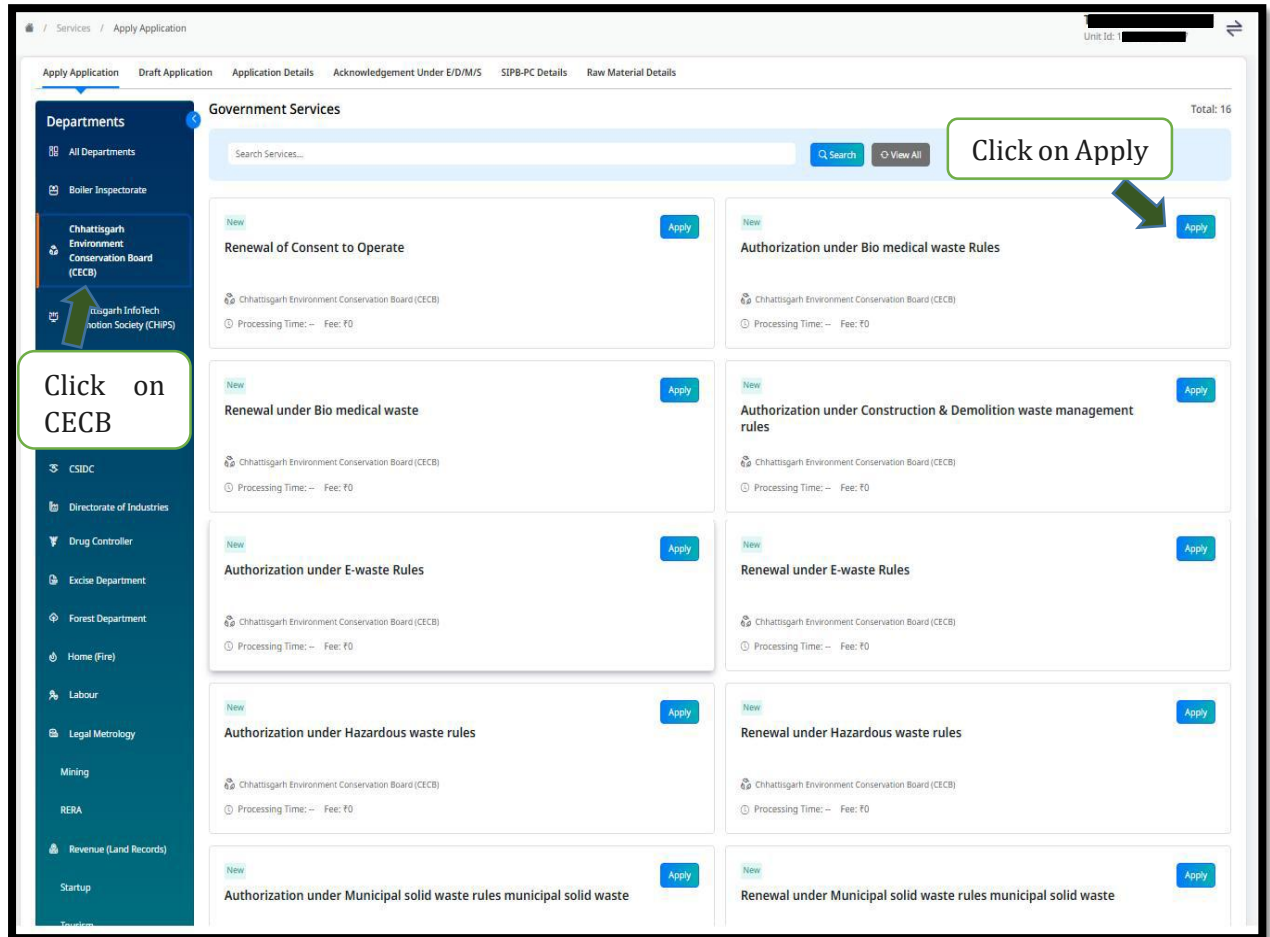 / Services / Apply Application
Unit Id: 1
Apply Application Draft Application Application Details Acknowledgement Under E/D/M/S SIPB-PC Details Raw Material Details
Departments
All Departments
Boiler Inspectorate
Chhattisgarh
Environment
Conservation Board
(CECB)
InfoTech
Society (CHiPS)
Click on
CECB
CSIDC
Directorate of Industries
Drug Controller
Excise Department
Forest Department
Home (Fire)
Labour
Legal Metrology
Mining
RERA
Revenue (Land Records)
Startup
Tourism
Government Services
Total: 16
Search Services...
Search
View All
Click on Apply
New
Apply
Renewal of Consent to Operate
Chhattisgarh Environment Conservation Board (CECB)
Processing Time: -- Fee: ₹0
New
Apply
Authorization under Bio medical waste Rules
Chhattisgarh Environment Conservation Board (CECB)
Processing Time: -- Fee: ₹0
New
Apply
Renewal under Bio medical waste
Chhattisgarh Environment Conservation Board (CECB)
Processing Time: -- Fee: ₹0
New
Apply
Authorization under Construction & Demolition waste management
rules
Chhattisgarh Environment Conservation Board (CECB)
Processing Time: -- Fee: ₹0
New
Apply
Authorization under E-waste Rules
Chhattisgarh Environment Conservation Board (CECB)
Processing Time: -- Fee: ₹0
New
Apply
Renewal under E-waste Rules
Chhattisgarh Environment Conservation Board (CECB)
Processing Time: -- Fee: ₹0
New
Apply
Authorization under Hazardous waste rules
Chhattisgarh Environment Conservation Board (CECB)
Processing Time: -- Fee: ₹0
New
Apply
Renewal under Hazardous waste rules
Chhattisgarh Environment Conservation Board (CECB)
Processing Time: -- Fee: ₹0
New
Apply
Authorization under Municipal solid waste rules municipal solid waste
New
Apply
Renewal under Municipal solid waste rules municipal solid waste